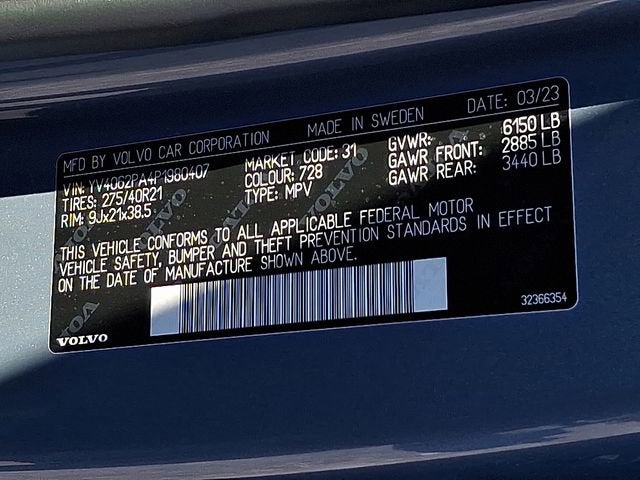 MFD BY VOLVO CAR CORPORATION MADE IN SWEDEN DATE: 03/23
VIN: YV4062PA4P1980407 MARKET CODE: 31 GVWR: 6150 LB
TIRES: 275/40R21 COLOUR: 728 GAWR FRONT: 2885 LB
RIM: 9Jx21x38.5 TYPE: MPV GAWR REAR: 3440 LB
THIS VEHICLE CONFORMS TO ALL APPLICABLE FEDERAL MOTOR
VEHICLE SAFETY, BUMPER AND THEFT PREVENTION STANDARDS IN EFFECT
ON THE DATE OF MANUFACTURE SHOWN ABOVE.
VOLVO
32366354